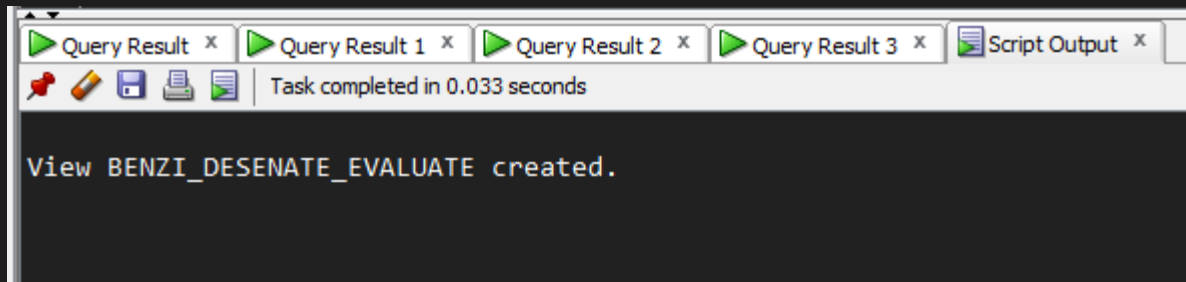 Query Result x Query Result 1 x Query Result 2 x Query Result 3 x Script Output x
Task completed in 0.033 seconds
View BENZI_DESENATE_EVALUATE created.